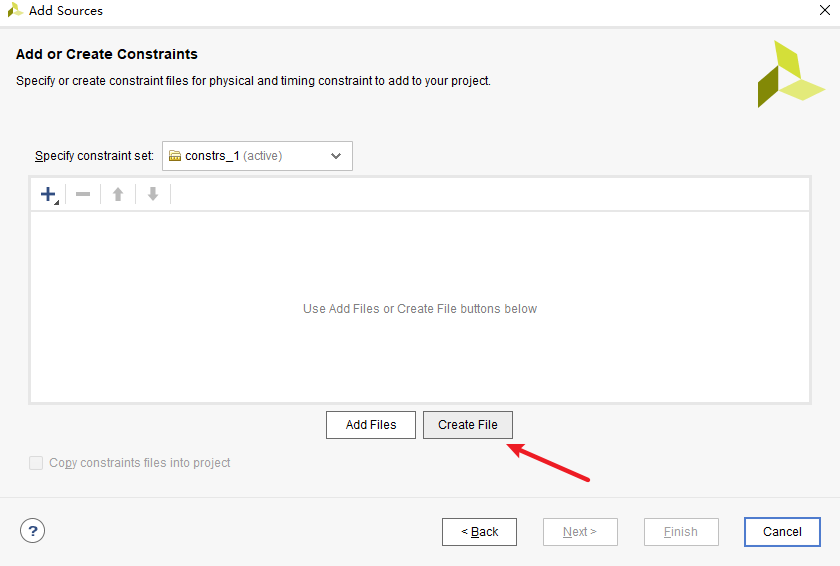 Add Sources
Add or Create Constraints
Specify or create constraint files for physical and timing constraint to add to your project.
Specify constraint set: constrs_1 (active)
Use Add Files or Create File buttons below
Add Files Create File
Copy constraints files into project
? < Back Next > Finish Cancel